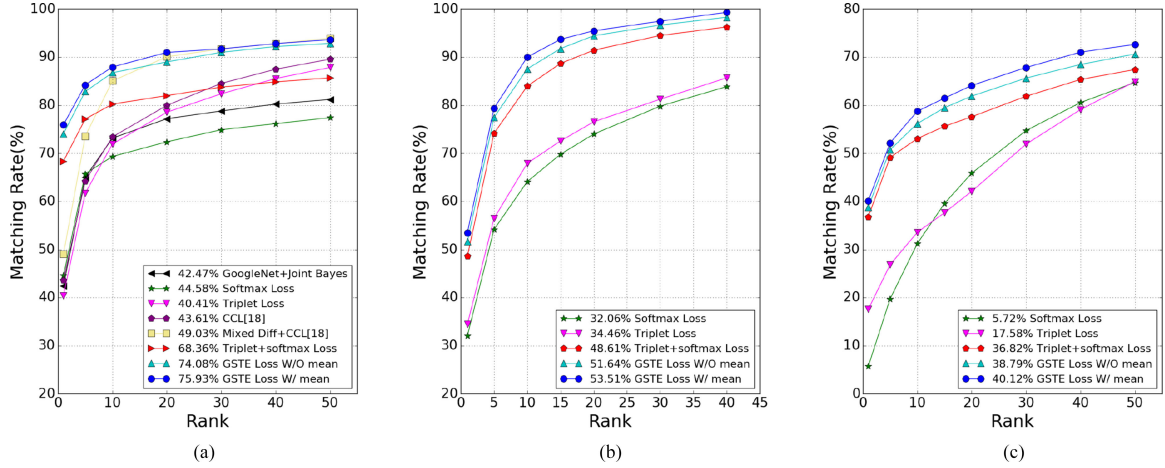 100
90
80
70
60
50
40
30
20
Matching Rate(%)
0 10 20 30 40 50
Rank
42.47% GoogleNet+Joint Bayes
44.58% Softmax Loss
40.41% Triplet Loss
43.61% CCL[18]
49.03% Mixed Diff+CCL[18]
68.36% Triplet+softmax Loss
74.08% GSTE Loss W/O mean
75.93% GSTE Loss W/ mean
(a)
100
90
80
70
60
50
40
30
20
Matching Rate(%)
0 5 10 15 20 25 30 35 40 45
Rank
32.06% Softmax Loss
34.46% Triplet Loss
48.61% Triplet+softmax Loss
51.64% GSTE Loss W/O mean
53.51% GSTE Loss W/ mean
(b)
80
70
60
50
40
30
20
10
0
Matching Rate(%)
0 10 20 30 40 50
Rank
5.72% Softmax Loss
17.58% Triplet Loss
36.82% Triplet+softmax Loss
38.79% GSTE Loss W/O mean
40.12% GSTE Loss W/ mean
(c)